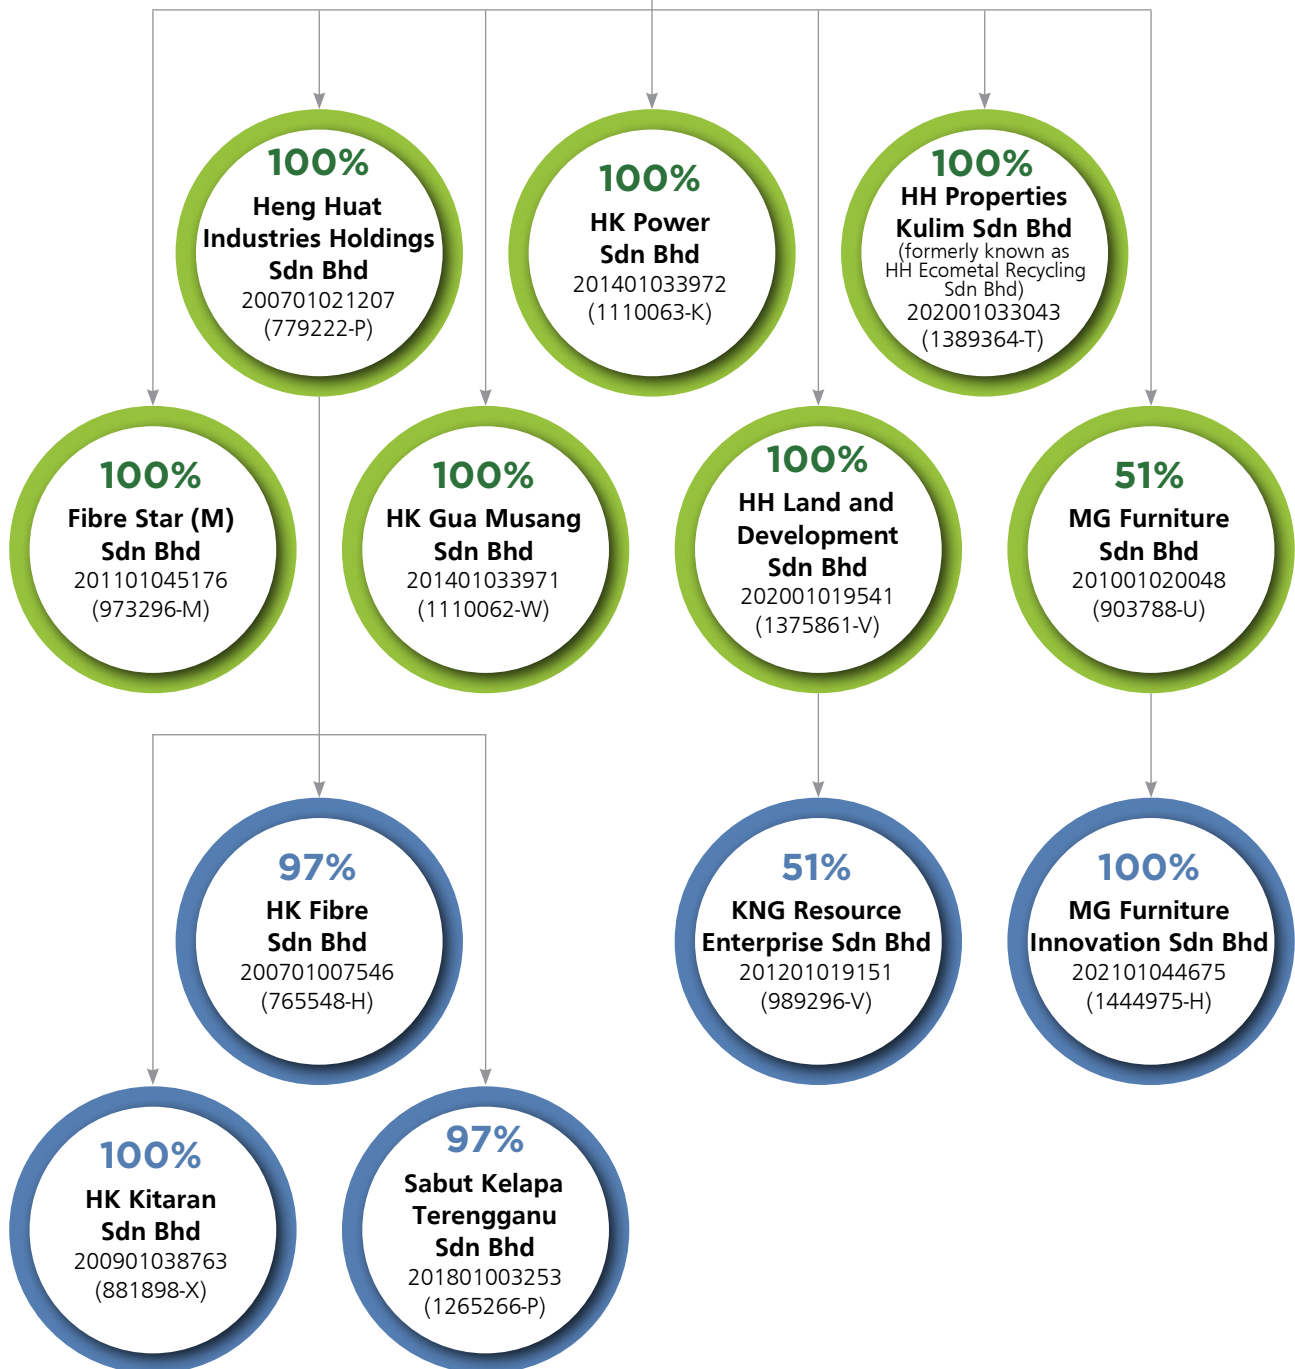 100%
Heng Huat
Industries Holdings
Sdn Bhd
200701021207
(779222-P)
100%
HK Power
Sdn Bhd
201401033972
(1110063-K)
100%
HH Properties
Kulim Sdn Bhd
(formerly known as
HH Ecometal Recycling
Sdn Bhd)
202001033043
(1389364-T)
100%
Fibre Star (M)
Sdn Bhd
201101045176
(973296-M)
100%
HK Gua Musang
Sdn Bhd
201401033971
(1110062-W)
100%
HH Land and
Development
Sdn Bhd
202001019541
(1375861-V)
51%
MG Furniture
Sdn Bhd
201001020048
(903788-U)
97%
HK Fibre
Sdn Bhd
200701007546
(765548-H)
51%
KNG Resource
Enterprise Sdn Bhd
201201019151
(989296-V)
100%
MG Furniture
Innovation Sdn Bhd
202101044675
(1444975-H)
100%
HK Kitaran
Sdn Bhd
200901038763
(881898-X)
97%
Sabut Kelapa
Terengganu
Sdn Bhd
201801003253
(1265266-P)